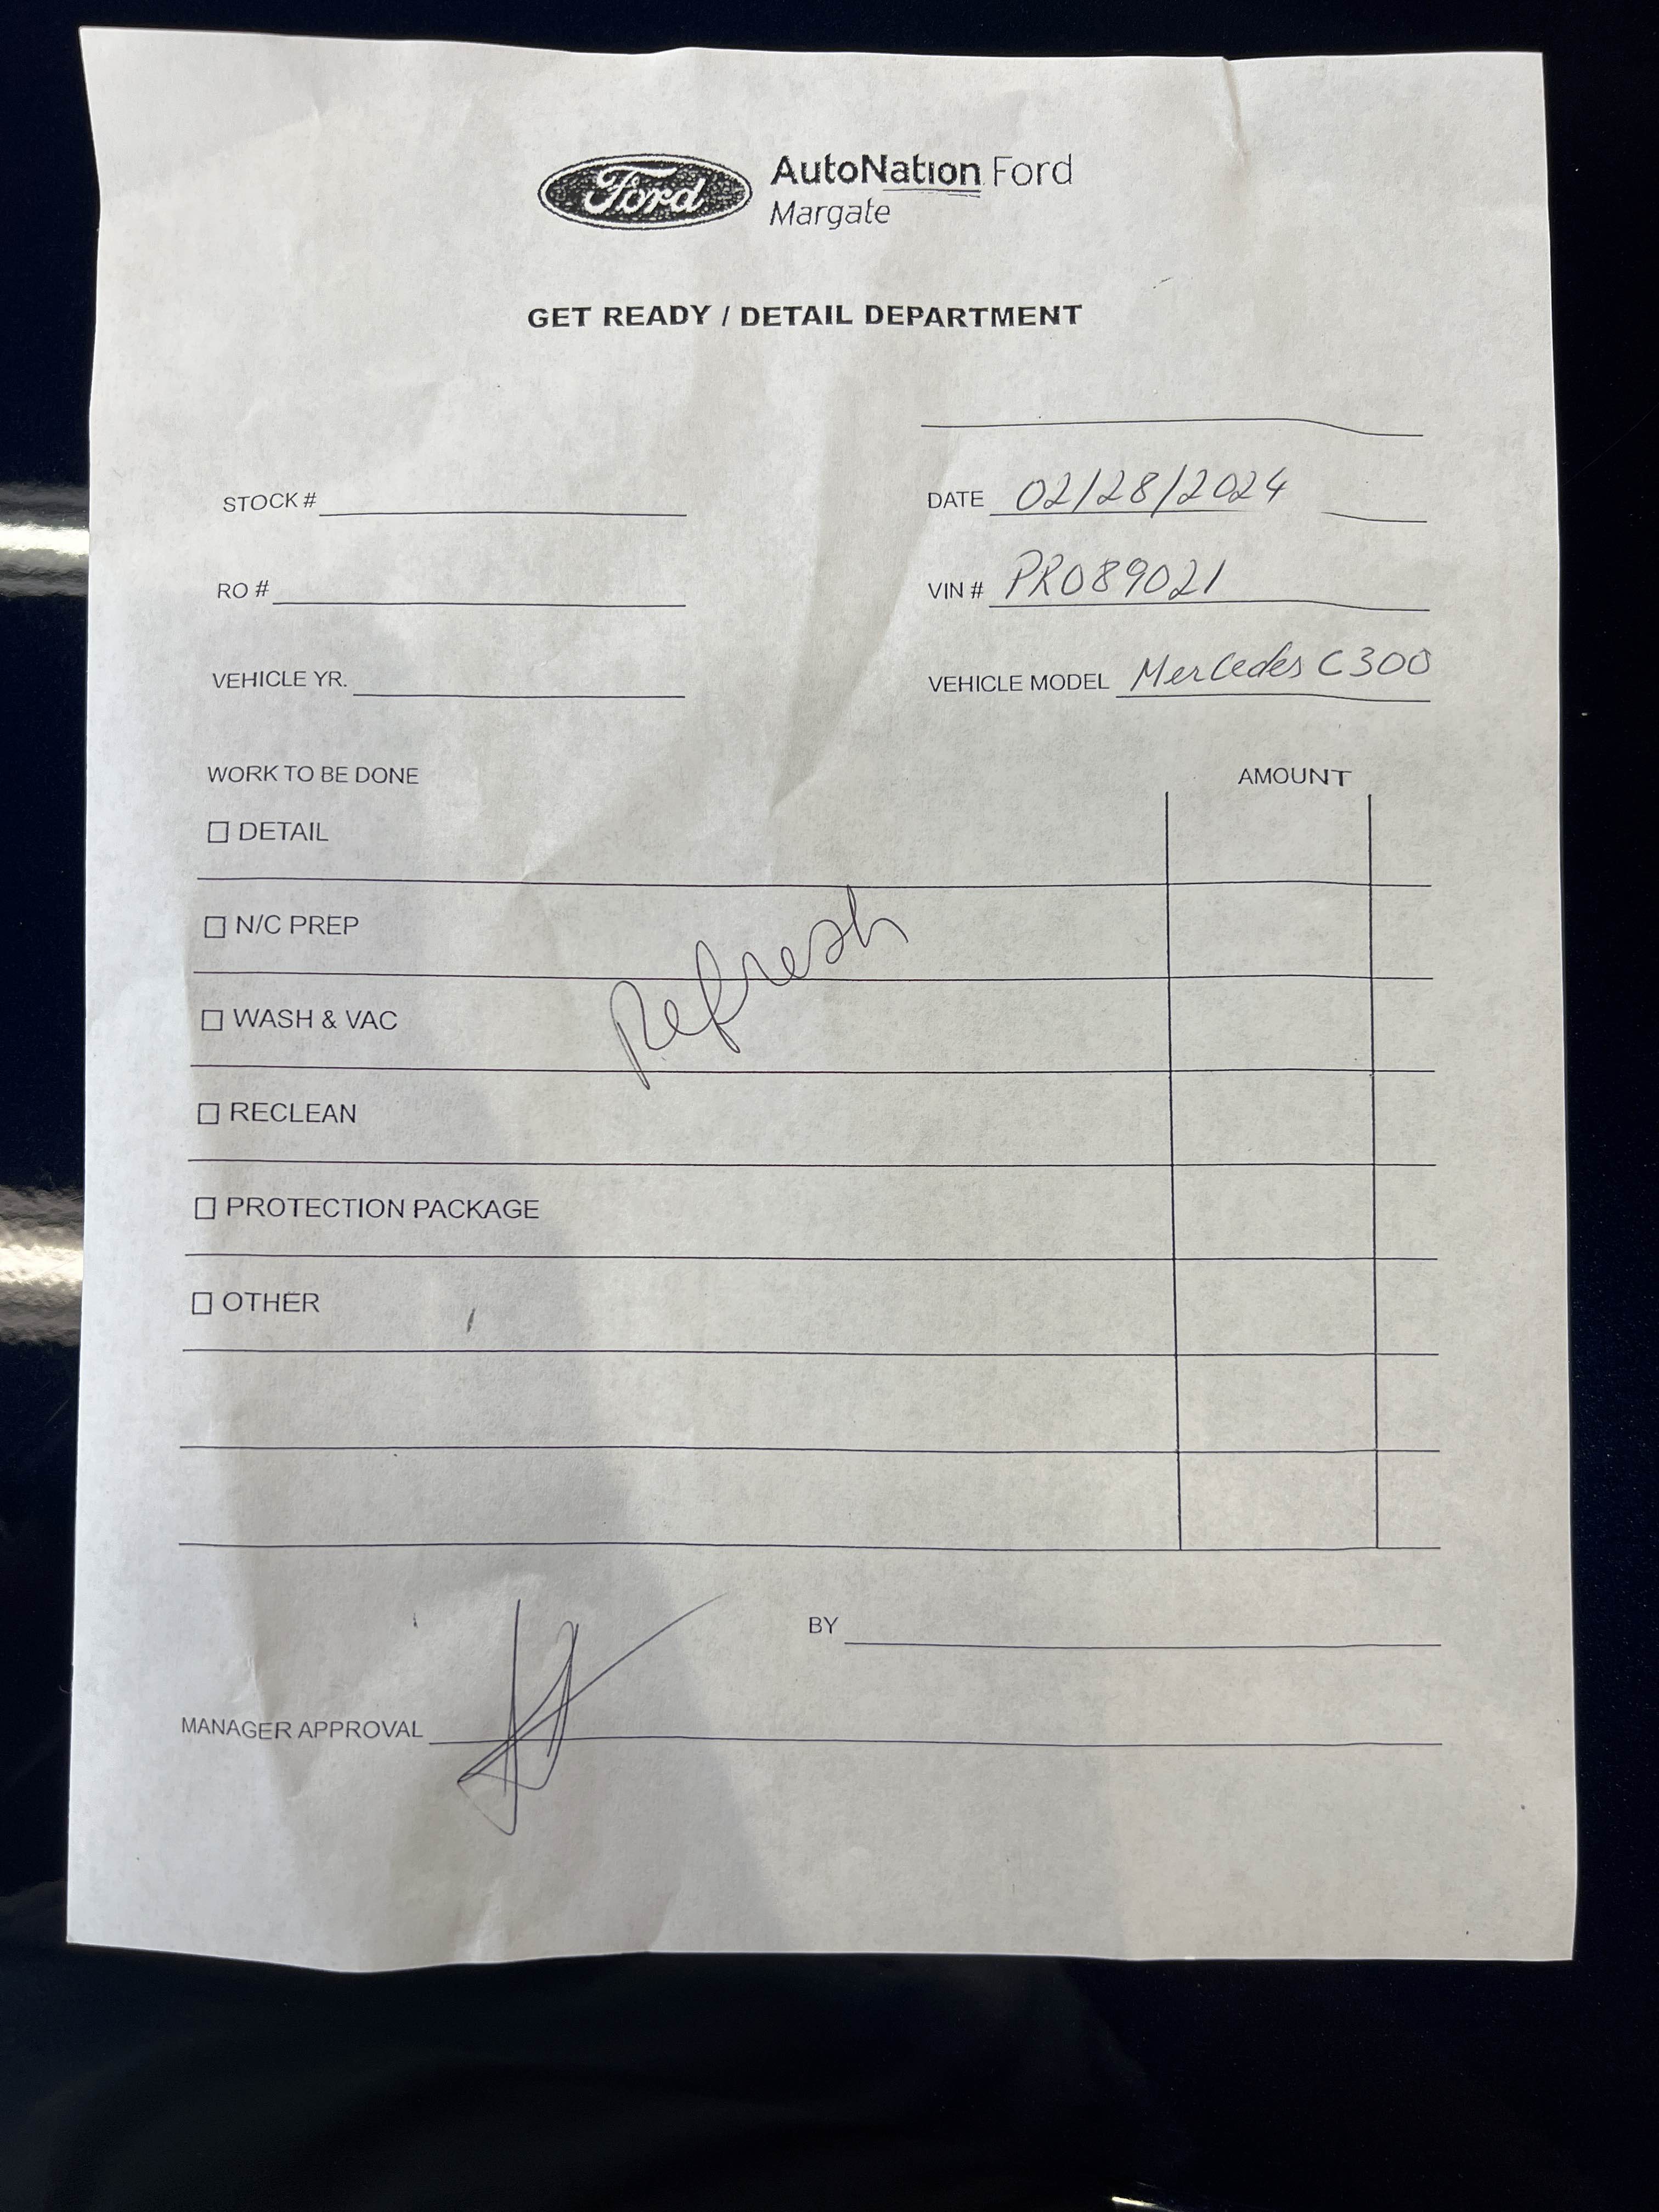 Ford AutoNation Ford
Margate
GET READY / DETAIL DEPARTMENT
STOCK # DATE 02/28/2024
RO # VIN # PR089021
VEHICLE YR. VEHICLE MODEL Mercedes C300
WORK TO BE DONE AMOUNT
DETAIL
N/C PREP
Refresh
WASH & VAC
RECLEAN
PROTECTION PACKAGE
OTHER
BY
MANAGER APPROVAL